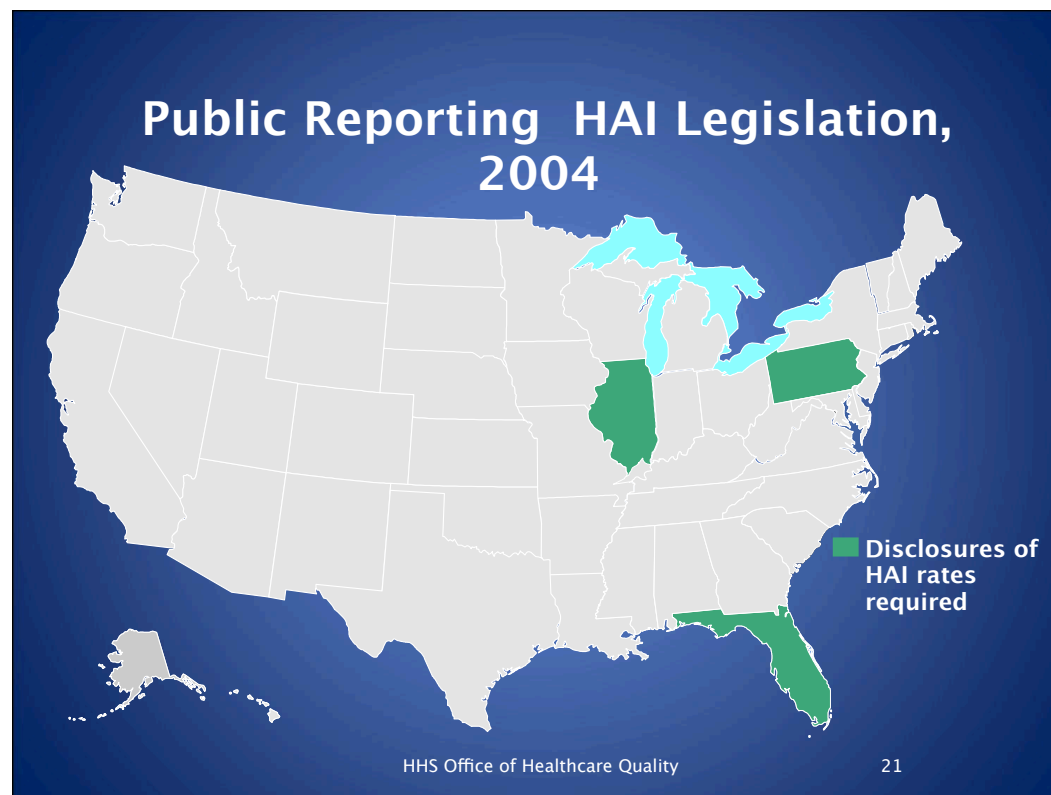 Public Reporting  HAI Legislation,
2004
Disclosures of
HAI rates
required
HHS Office of Healthcare Quality
21